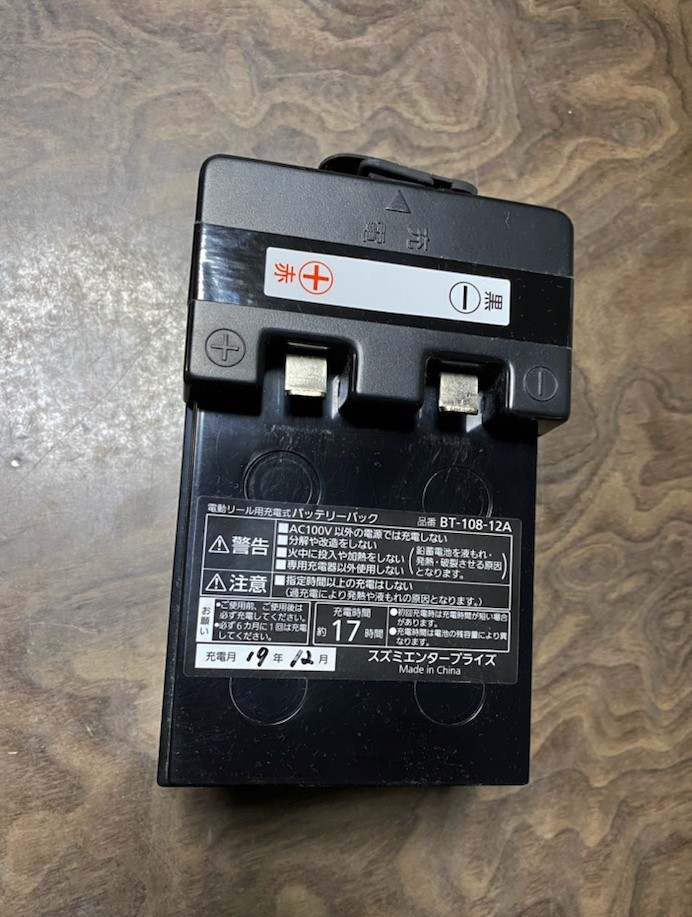 充電
赤 + − 黒
+ −
電動リール用充電式バッテリーパック 品番 BT-108-12A
警告
■AC100V以外の電源では充電しない
■分解や改造をしない
■火中に投入や加熱をしない
■専用充電器以外使用しない
(鉛蓄電池を液もれ・
発熱・破裂させる原因
となります。)
注意
■指定時間以上の充電はしない
(過充電により発熱や液もれの原因となります。)
お願い
●ご使用前、ご使用後は
必ず充電してください。
●必ず6カ月に1回は充電
してください。
充電時間
約17時間
●初回充電時は充電時間が短い場合
があります。
●充電時間は電池の残容量により異
なります。
充電月 19年 12月
スズミエンタープライズ
Made in China